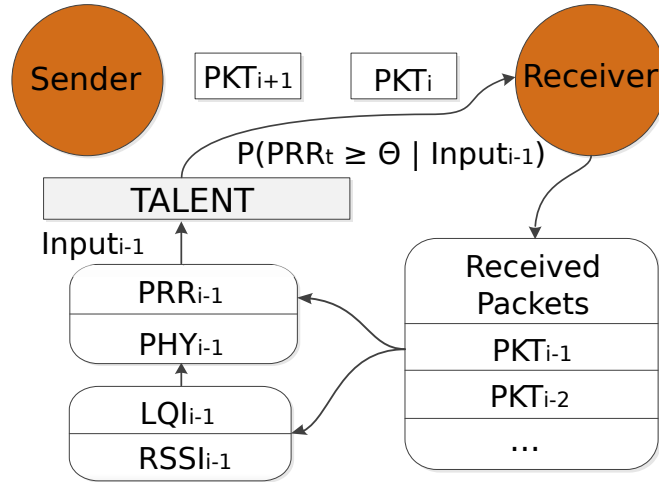 Sender
PKTi+1
PKTi
Receiver
P(PRRt ≥ Θ | Inputi-1)
TALENT
Inputi-1
PRRi-1
PHYi-1
LQIi-1
RSSIi-1
Received
Packets
PKTi-1
PKTi-2
...